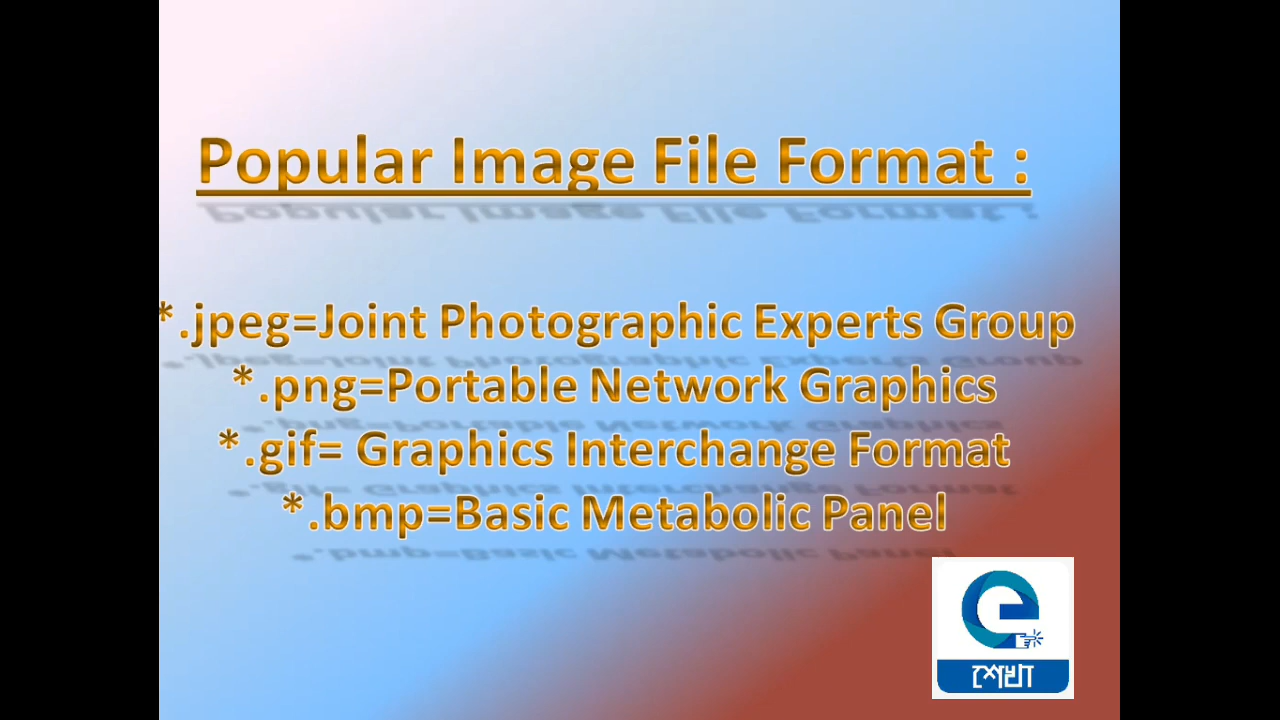 Popular Image File Format :
*.jpeg=Joint Photographic Experts Group
*.png=Portable Network Graphics
*.gif= Graphics Interchange Format
*.bmp=Basic Metabolic Panel
e
শেখা